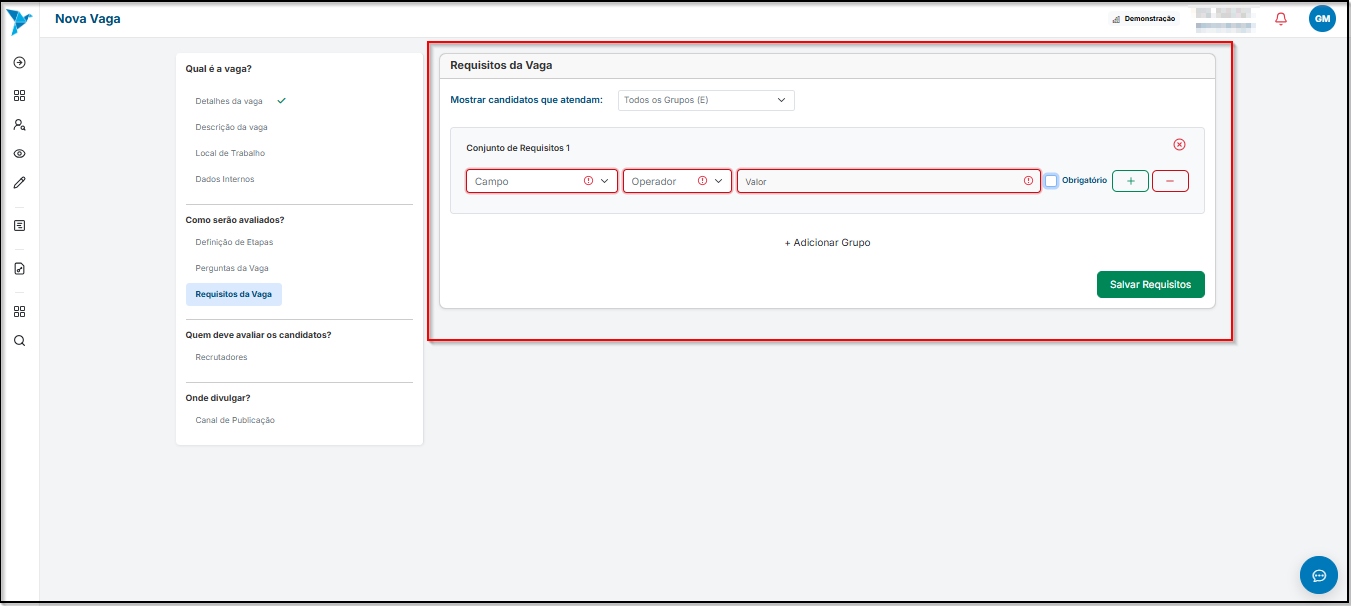 Nova Vaga
Demonstração
GM
Qual é a vaga?
Detalhes da vaga
Descrição da vaga
Local de Trabalho
Dados Internos
Como serão avaliados?
Definição de Etapas
Perguntas da Vaga
Requisitos da Vaga
Quem deve avaliar os candidatos?
Recrutadores
Onde divulgar?
Canal de Publicação
Requisitos da Vaga
Mostrar candidatos que atendam: Todos os Grupos (E)
Conjunto de Requisitos 1
Campo Operador Valor Obrigatório + −
+ Adicionar Grupo
Salvar Requisitos